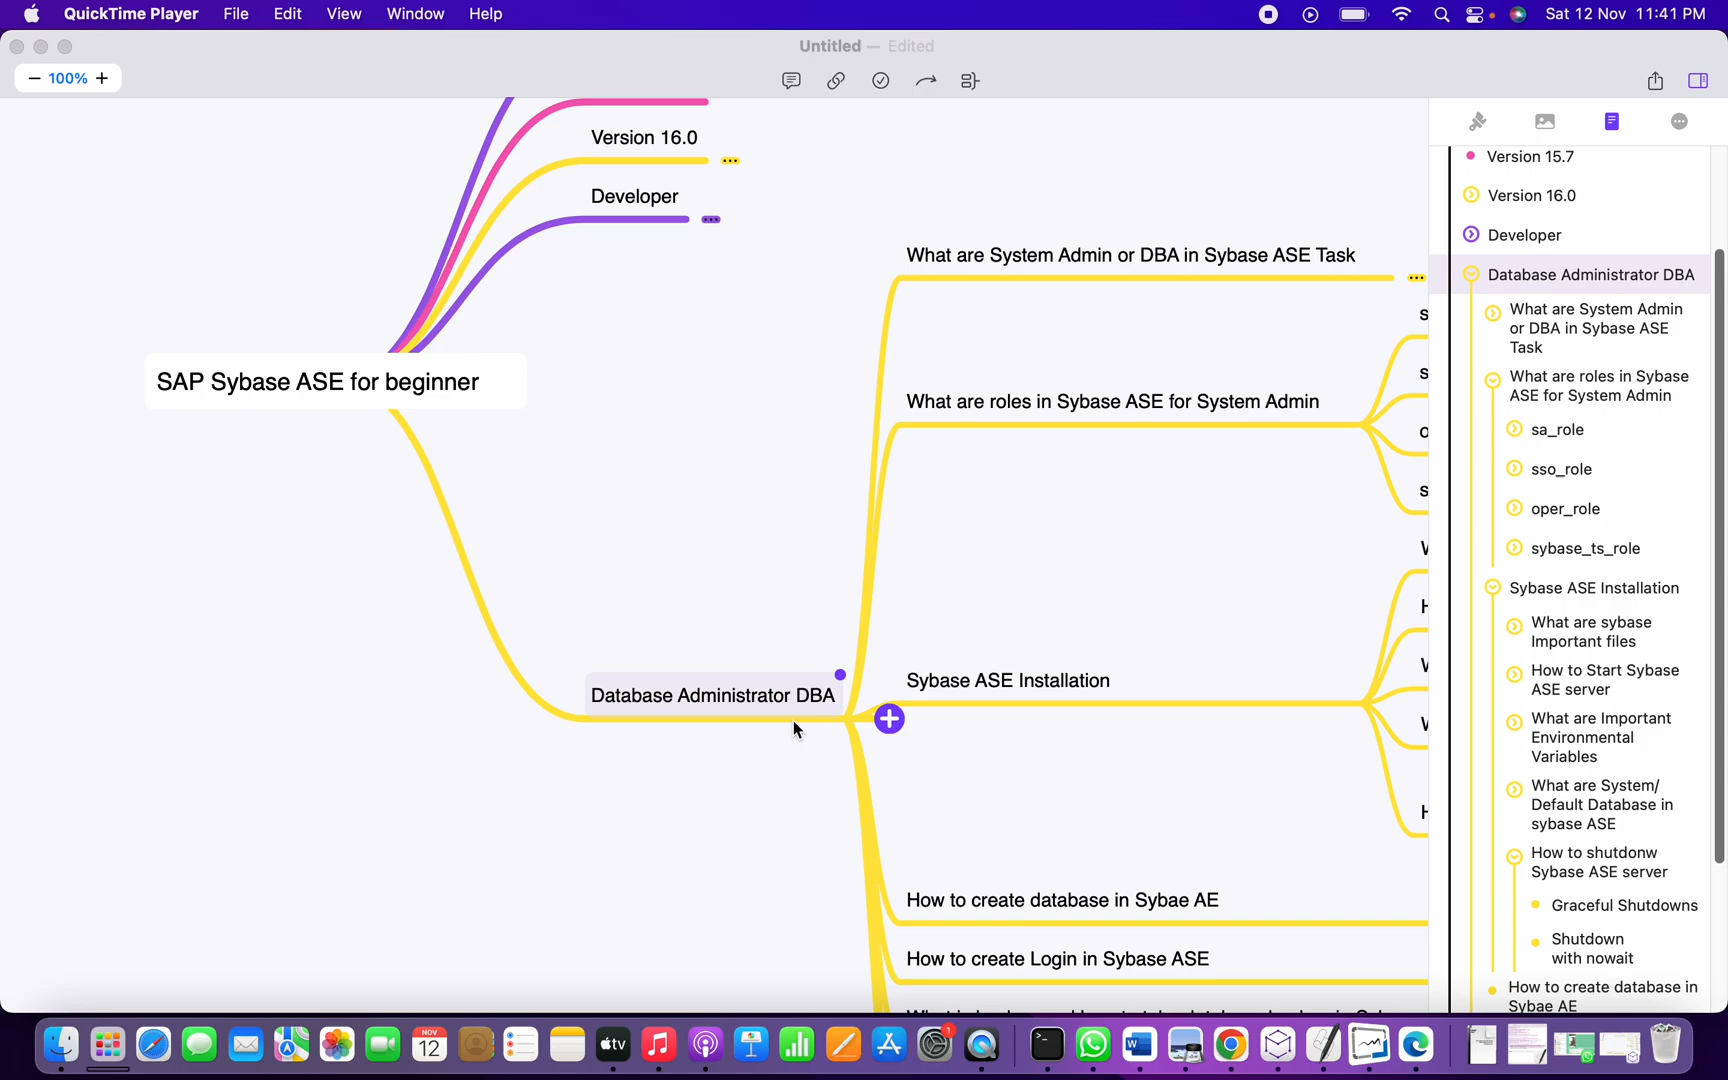 QuickTime Player File Edit View Window Help
Sat 12 Nov 11:41 PM
Untitled — Edited
− 100% +
Version 16.0
Developer
What are System Admin or DBA in Sybase ASE Task
SAP Sybase ASE for beginner
What are roles in Sybase ASE for System Admin
Database Administrator DBA
Sybase ASE Installation
How to create database in Sybae AE
How to create Login in Sybase ASE
Version 15.7
Version 16.0
Developer
Database Administrator DBA
What are System Admin
or DBA in Sybase ASE
Task
What are roles in Sybase
ASE for System Admin
sa_role
sso_role
oper_role
sybase_ts_role
Sybase ASE Installation
What are sybase
Important files
How to Start Sybase
ASE server
What are Important
Environmental
Variables
What are System/
Default Database in
sybase ASE
How to shutdonw
Sybase ASE server
Graceful Shutdowns
Shutdown
with nowait
How to create database in
Sybae AE
NOV
12
tv
1